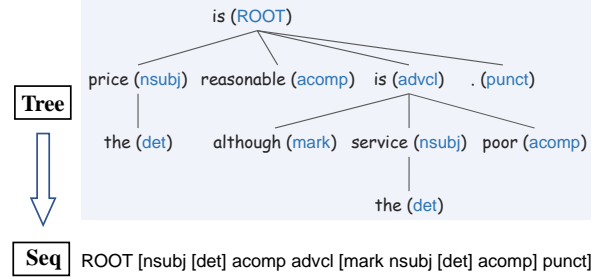 is (ROOT)
price (nsubj) reasonable (acomp) is (advcl) . (punct)
Tree
the (det) although (mark) service (nsubj) poor (acomp)
the (det)
Seq ROOT [nsubj [det] acomp advcl [mark nsubj [det] acomp] punct]